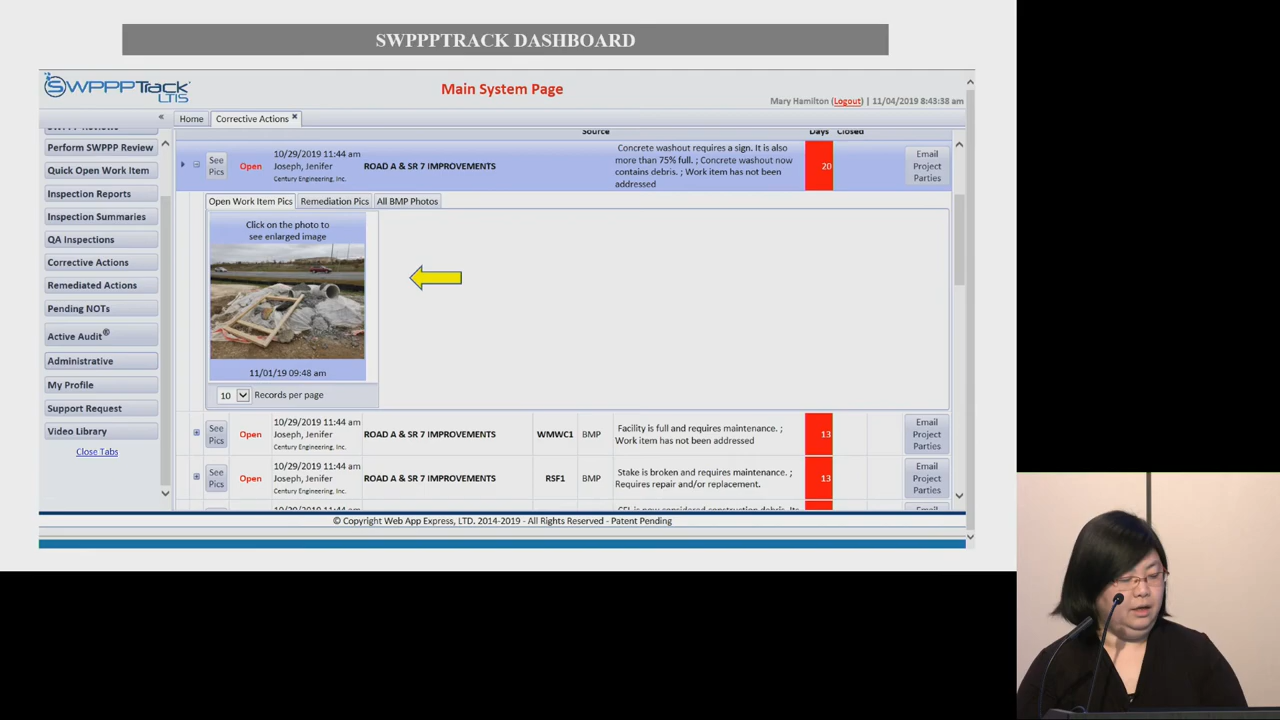 SWPPPTRACK DASHBOARD
SWPPPTrack
LTIS
Main System Page
Mary Hamilton (Logout) | 11/04/2019 8:43:38 am
Home
Corrective Actions
Source
Days
Closed
Perform SWPPP Review
Quick Open Work Item
Inspection Reports
Inspection Summaries
QA Inspections
Corrective Actions
Remediated Actions
Pending NOTs
Active Audit®
Administrative
My Profile
Support Request
Video Library
Close Tabs
See
Pics
Open
10/29/2019 11:44 am
Joseph, Jenifer
Century Engineering, Inc.
ROAD A & SR 7 IMPROVEMENTS
Concrete washout requires a sign. It is also
more than 75% full. ; Concrete washout now
contains debris. ; Work item has not been
addressed
20
Email
Project
Parties
Open Work Item Pics
Remediation Pics
All BMP Photos
Click on the photo to
see enlarged image
11/01/19 09:48 am
10
Records per page
See
Pics
Open
10/29/2019 11:44 am
Joseph, Jenifer
Century Engineering, Inc.
ROAD A & SR 7 IMPROVEMENTS
WMWC1
BMP
Facility is full and requires maintenance. ;
Work item has not been addressed
13
Email
Project
Parties
See
Pics
Open
10/29/2019 11:44 am
Joseph, Jenifer
Century Engineering, Inc.
ROAD A & SR 7 IMPROVEMENTS
RSF1
BMP
Stake is broken and requires maintenance. ;
Requires repair and/or replacement.
13
Email
Project
Parties
© Copyright Web App Express, LTD. 2014-2019 - All Rights Reserved - Patent Pending